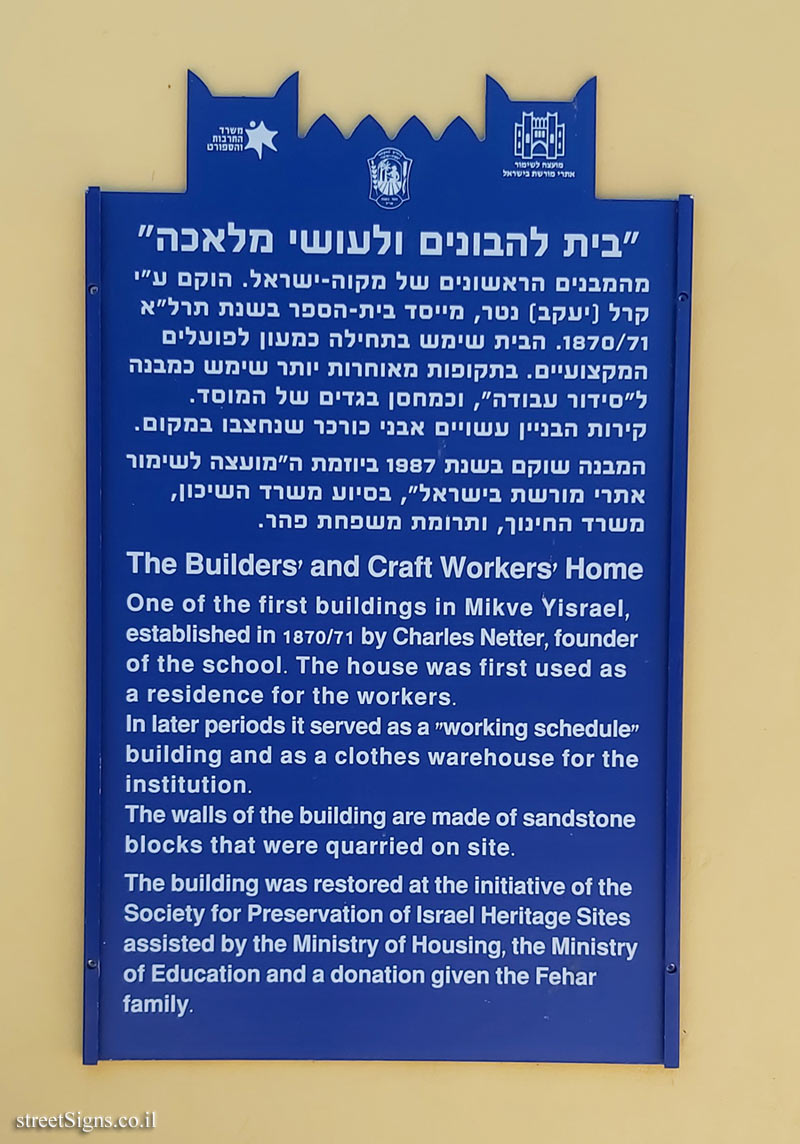 משרד
התרבות
והספורט
מועצה לשימור
אתרי מורשת בישראל
"בית להבונים ולעושי מלאכה"
מהמבנים הראשונים של מקוה-ישראל. הוקם ע"י
קרל (יעקב) נטר, מייסד בית-הספר בשנת תרל"א
1870/71. הבית שימש בתחילה כמעון לפועלים
המקצועיים. בתקופות מאוחרות יותר שימש כמבנה
ל"סידור עבודה", וכמחסן בגדים של המוסד.
קירות הבניין עשויים אבני כורכר שנחצבו במקום.
המבנה שוקם בשנת 1987 ביוזמת ה"מועצה לשימור
אתרי מורשת בישראל", בסיוע משרד השיכון,
משרד החינוך, ותרומת משפחת פהר.
The Builders' and Craft Workers' Home
One of the first buildings in Mikve Yisrael,
established in 1870/71 by Charles Netter, founder
of the school. The house was first used as
a residence for the workers.
In later periods it served as a "working schedule"
building and as a clothes warehouse for the
institution.
The walls of the building are made of sandstone
blocks that were quarried on site.
The building was restored at the initiative of the
Society for Preservation of Israel Heritage Sites
assisted by the Ministry of Housing, the Ministry
of Education and a donation given the Fehar
family.
streetSigns.co.il